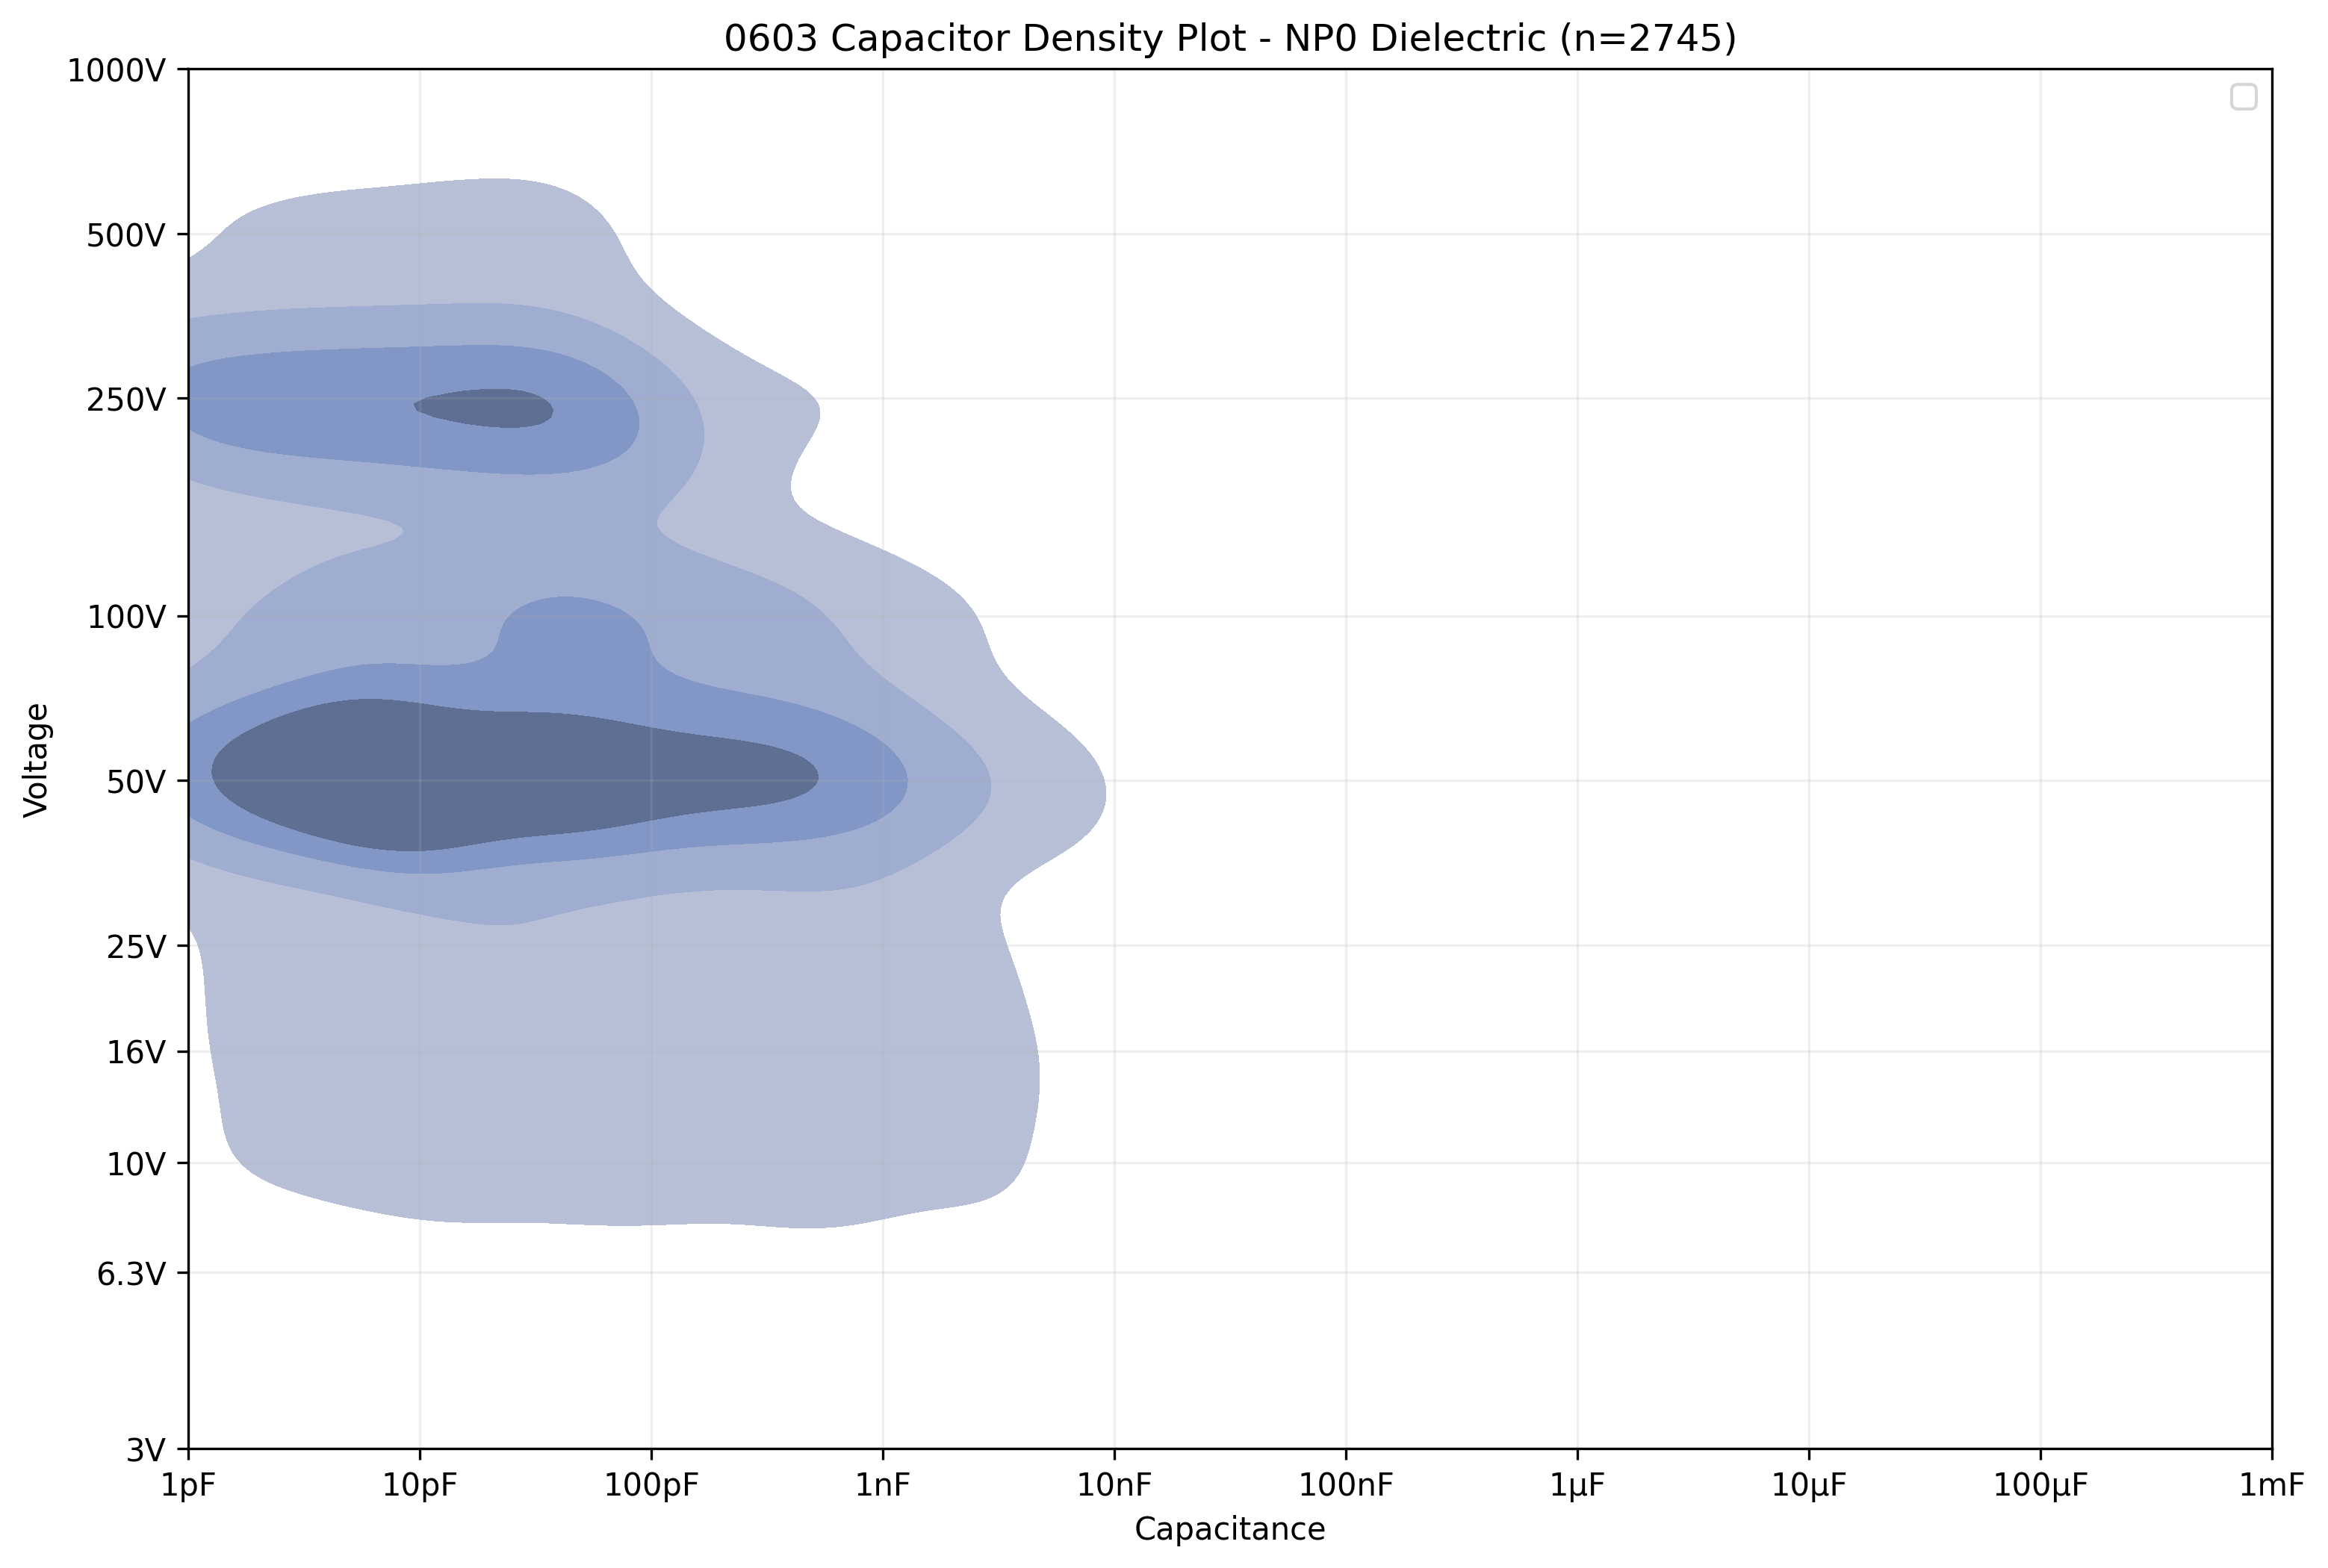 0603 Capacitor Density Plot - NP0 Dielectric (n=2745)
1000V
500V
250V
100V
50V
25V
16V
10V
6.3V
3V
Voltage
1pF
10pF
100pF
1nF
10nF
100nF
1μF
10μF
100μF
1mF
Capacitance